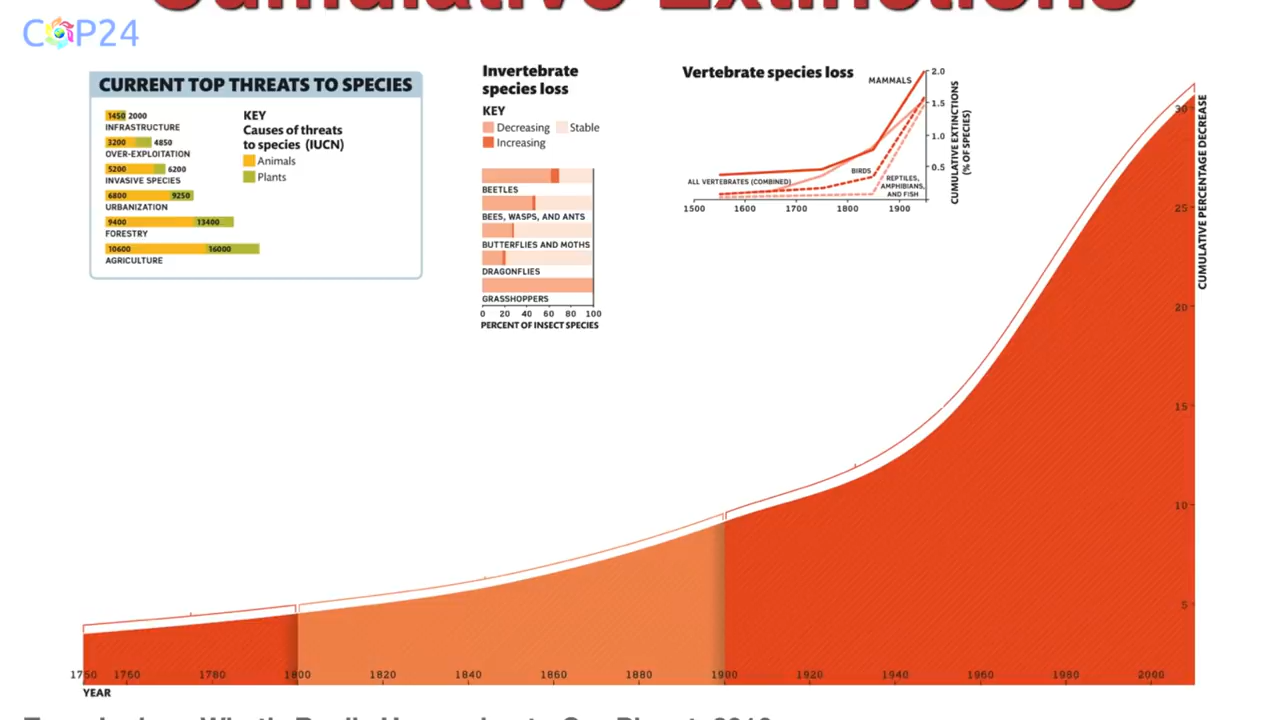 Cumulative Extinctions
COP24
CURRENT TOP THREATS TO SPECIES
1450 2000
INFRASTRUCTURE
3200 4850
OVER-EXPLOITATION
5200 6200
INVASIVE SPECIES
6800 9250
URBANIZATION
9400 13400
FORESTRY
10600 16000
AGRICULTURE
KEY
Causes of threats
to species (IUCN)
Animals
Plants
Invertebrate
species loss
KEY
Decreasing Stable
Increasing
BEETLES
BEES, WASPS, AND ANTS
BUTTERFLIES AND MOTHS
DRAGONFLIES
GRASSHOPPERS
0 20 40 60 80 100
PERCENT OF INSECT SPECIES
Vertebrate species loss
MAMMALS
ALL VERTEBRATES (COMBINED)
BIRDS
REPTILES,
AMPHIBIANS,
AND FISH
2.0
1.5
1.0
0.5
CUMULATIVE EXTINCTIONS
(% OF SPECIES)
1500 1600 1700 1800 1900
30
25
20
15
10
5
CUMULATIVE PERCENTAGE DECREASE
1750 1760 1780 1800 1820 1840 1860 1880 1900 1920 1940 1960 1980 2000
YEAR